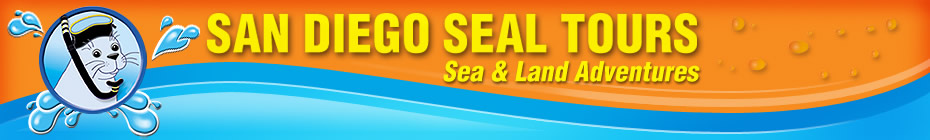 SAN DIEGO SEAL TOURS
Sea & Land Adventures